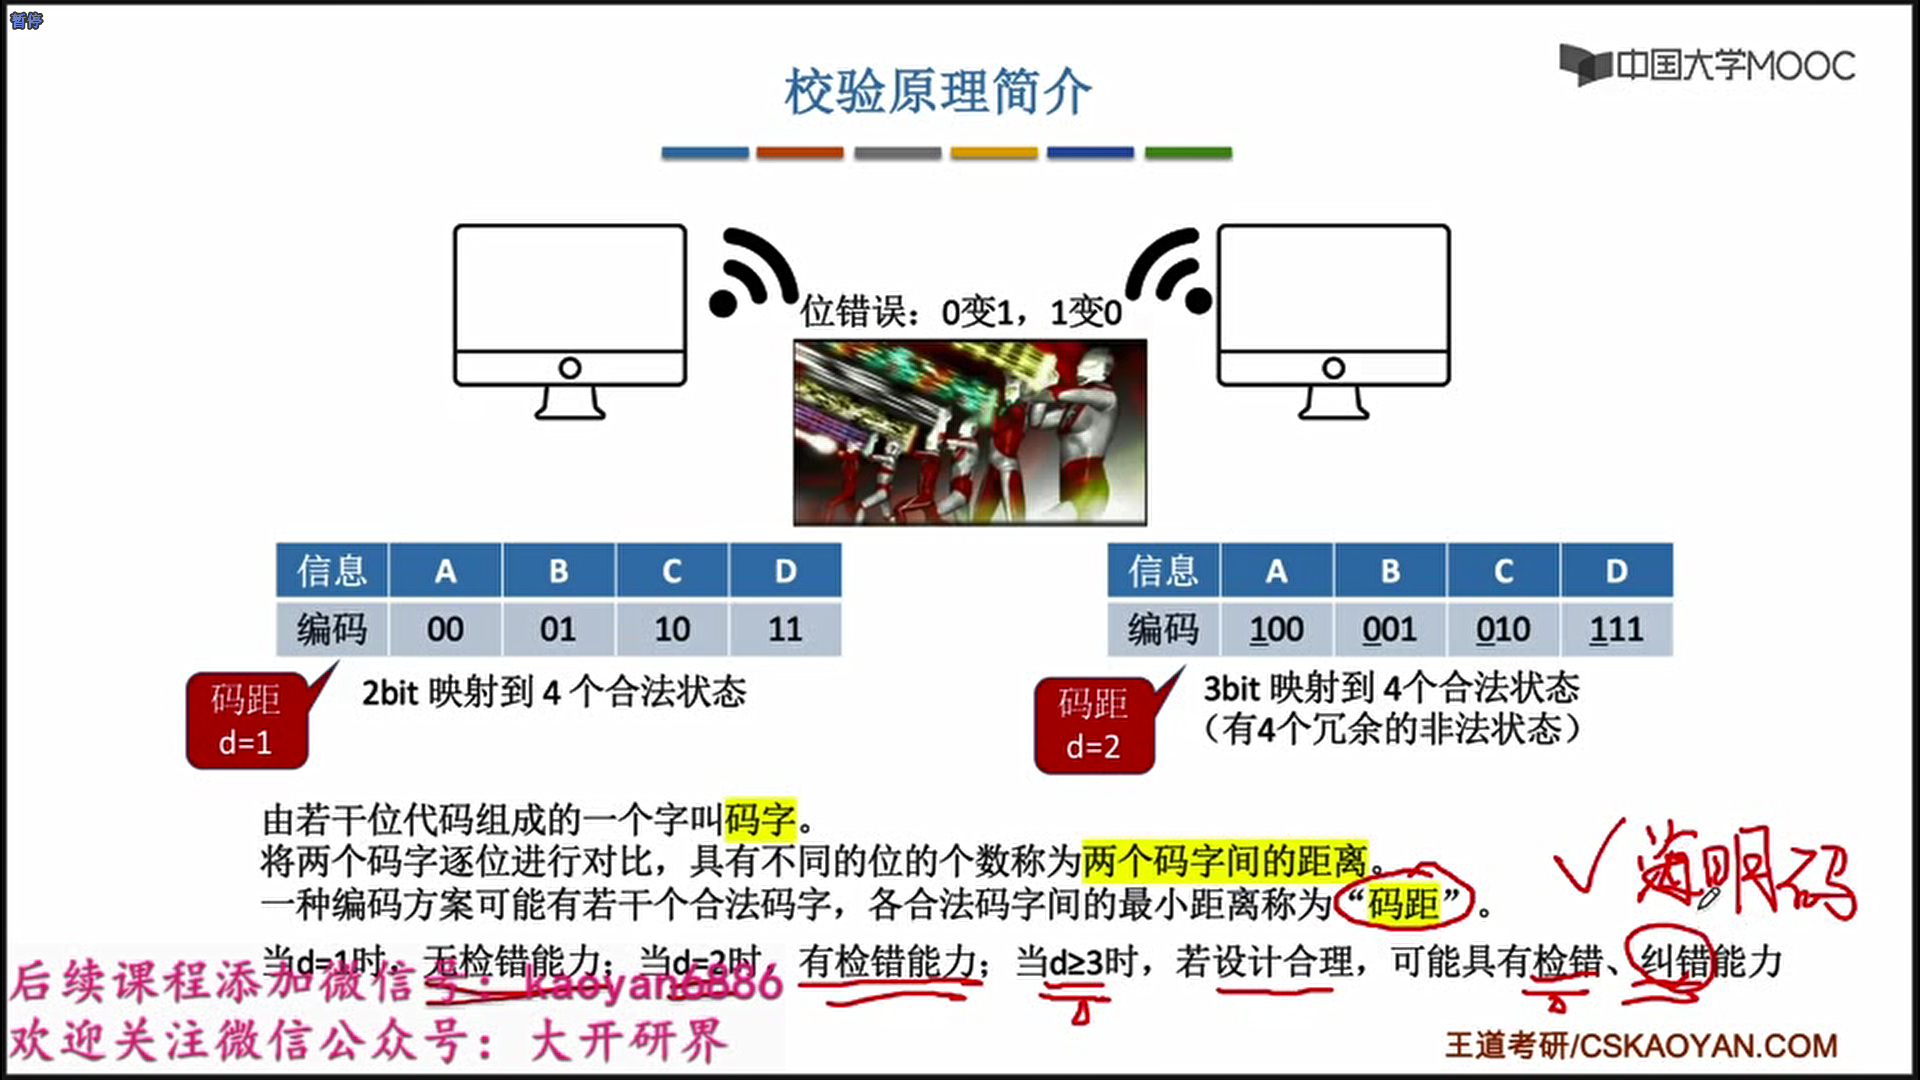 暂停
中国大学MOOC
校验原理简介
位错误：0变1，1变0
信息 A B C D
编码 00 01 10 11
信息 A B C D
编码 100 001 010 111
码距
d=1
2bit 映射到 4 个合法状态
码距
d=2
3bit 映射到 4个合法状态
（有4个冗余的非法状态）
由若干位代码组成的一个字叫码字。
将两个码字逐位进行对比，具有不同的位的个数称为两个码字间的距离。
一种编码方案可能有若干个合法码字，各合法码字间的最小距离称为“码距”。
海明码
当d=1时，无检错能力；当d=2时，有检错能力；当d≥3时，若设计合理，可能具有检错、纠错能力
后续课程添加微信号：kaoyan6886
欢迎关注微信公众号：大开研界
王道考研/CSKAOYAN.COM